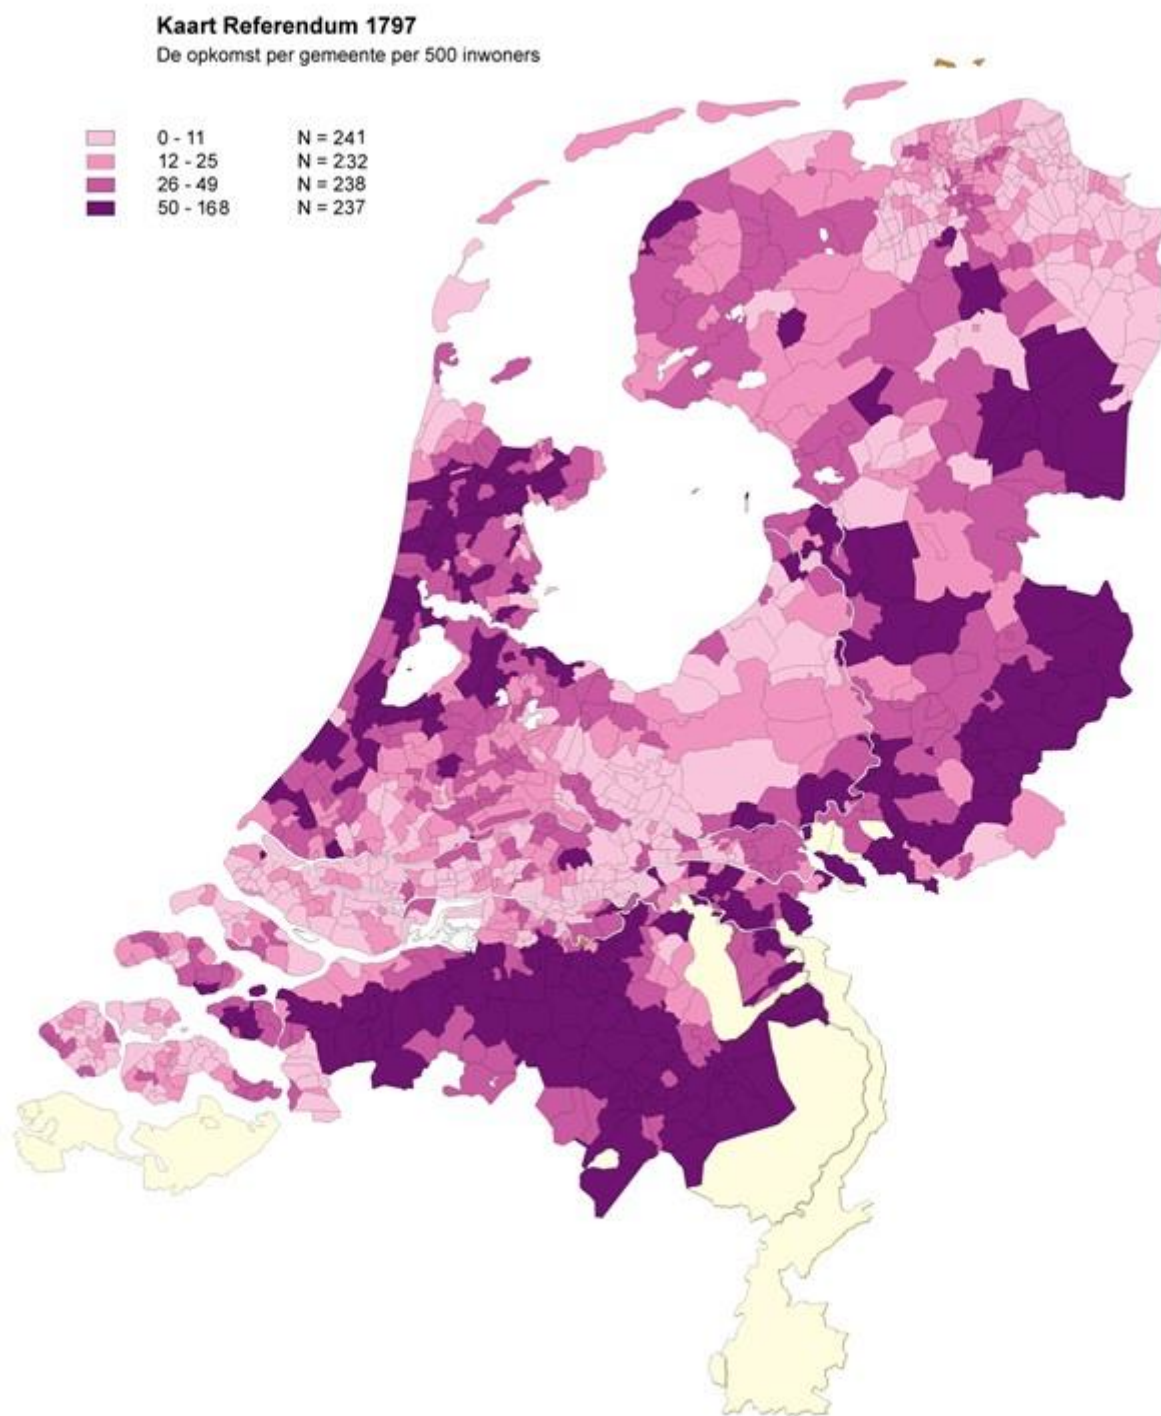 Kaart Referendum 1797
De opkomst per gemeente per 500 inwoners
0 - 11 N = 241
12 - 25 N = 232
26 - 49 N = 238
50 - 168 N = 237